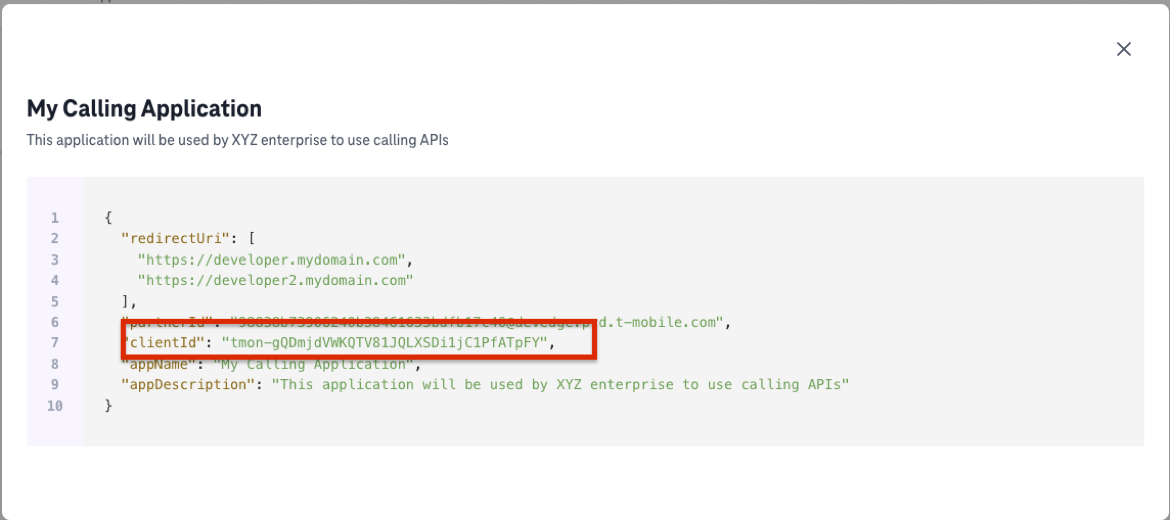 My Calling Application
This application will be used by XYZ enterprise to use calling APIs
1 {
2 "redirectUri": [
3 "https://developer.mydomain.com",
4 "https://developer2.mydomain.com"
5 ],
6 "partnerId": d.t-mobile.com",
7 "clientId": "tmon-gQDmjdVWKQTV81JQLXSDi1jC1PfATpFY",
8 "appName": "My Calling Application",
9 "appDescription": "This application will be used by XYZ enterprise to use calling APIs"
10 }